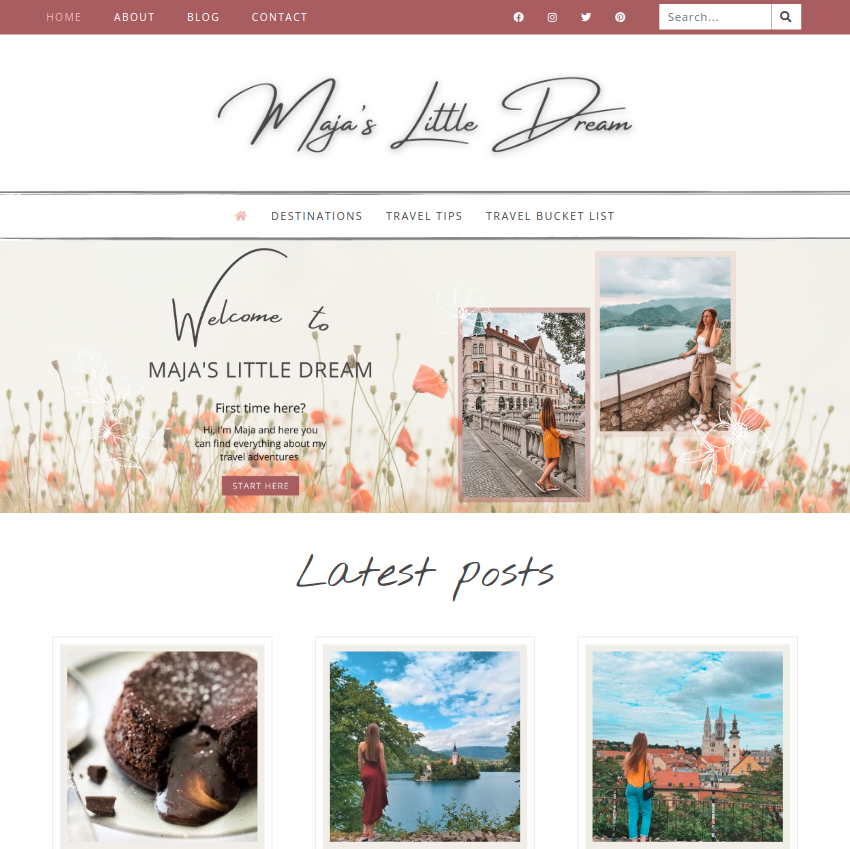 HOME ABOUT BLOG CONTACT Search...
Maja's Little Dream
DESTINATIONS TRAVEL TIPS TRAVEL BUCKET LIST
Welcome to
MAJA'S LITTLE DREAM
First time here?
Hi, I'm Maja and here you
can find everything about my
travel adventures
START HERE
Latest posts